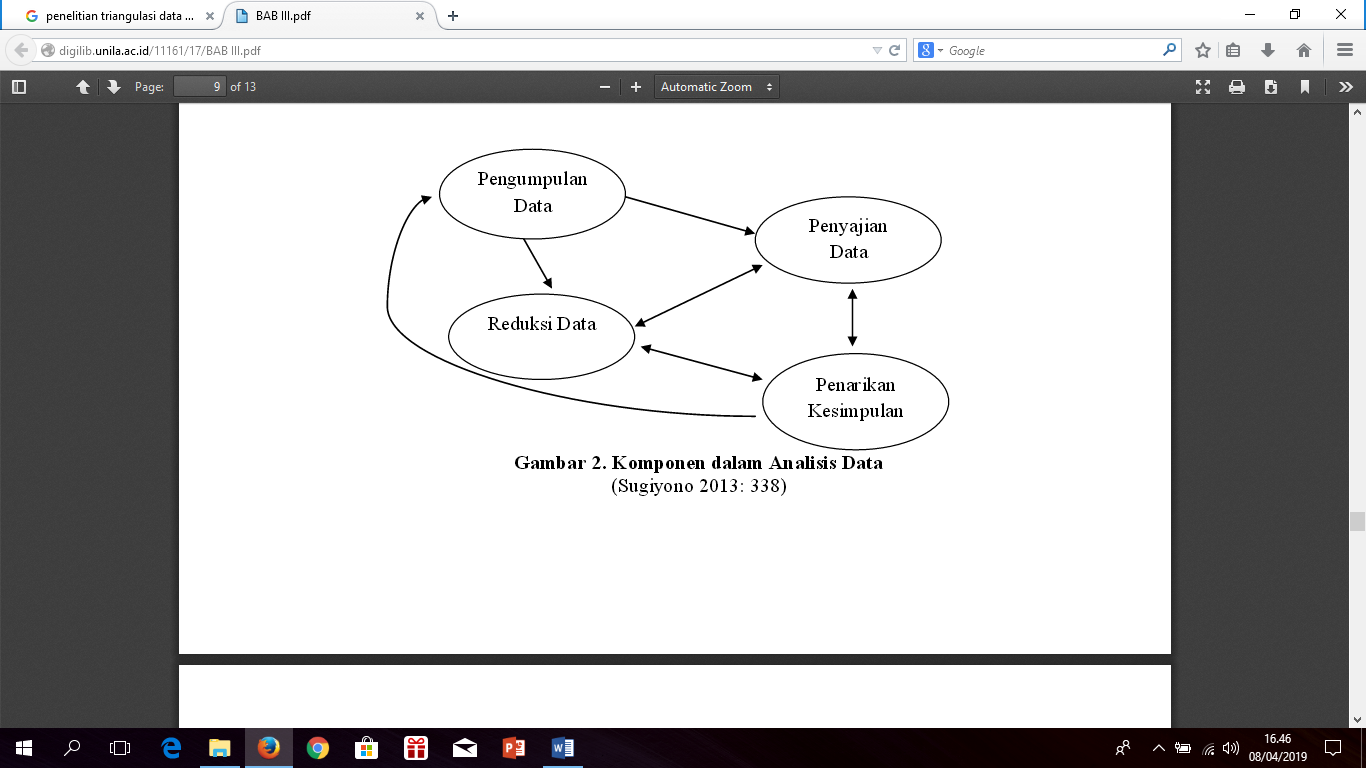 penelitian triangulasi data ...
BAB III.pdf
digilib.unila.ac.id/11161/17/BAB III.pdf
Google
Page: 9 of 13
Automatic Zoom
Pengumpulan
Data
Penyajian
Data
Reduksi Data
Penarikan
Kesimpulan
Gambar 2. Komponen dalam Analisis Data
(Sugiyono 2013: 338)
16.46
08/04/2019